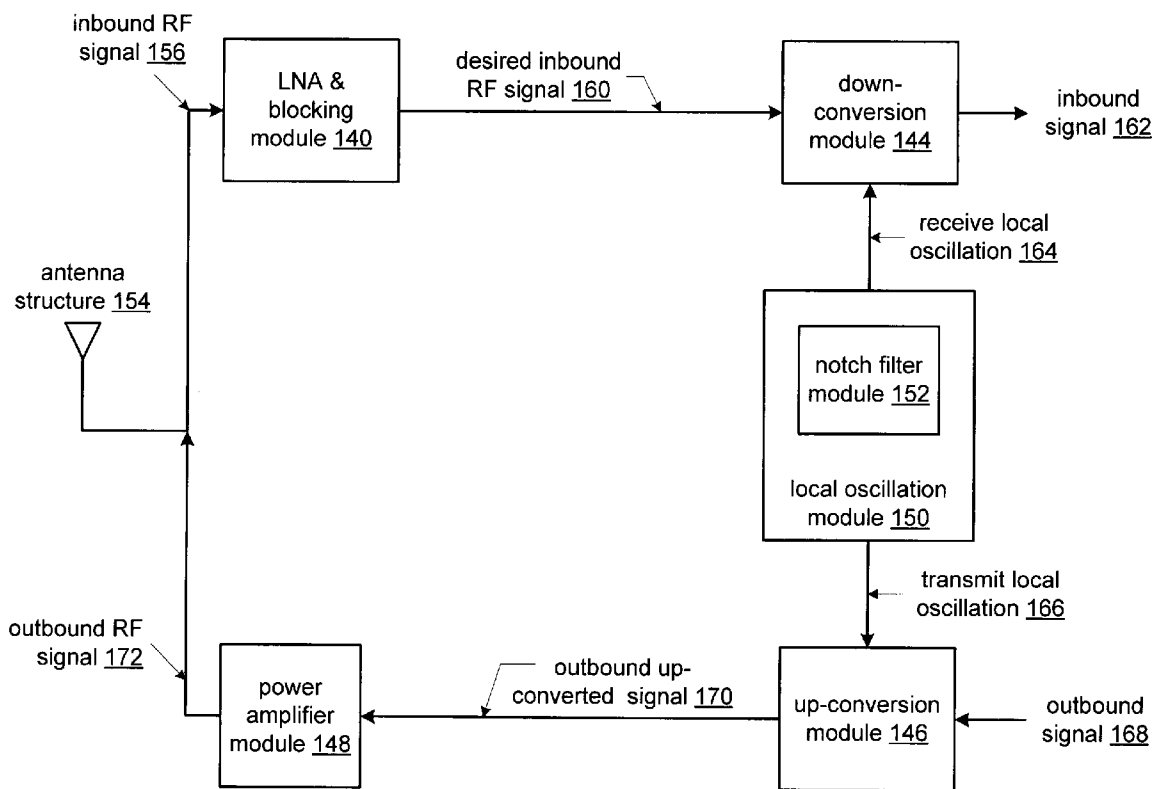 inbound RF
signal 156
LNA &
blocking
module 140
desired inbound
RF signal 160
down-
conversion
module 144
inbound
signal 162
receive local
oscillation 164
antenna
structure 154
notch filter
module 152
local oscillation
module 150
transmit local
oscillation 166
outbound RF
signal 172
power
amplifier
module 148
outbound up-
converted signal 170
up-conversion
module 146
outbound
signal 168